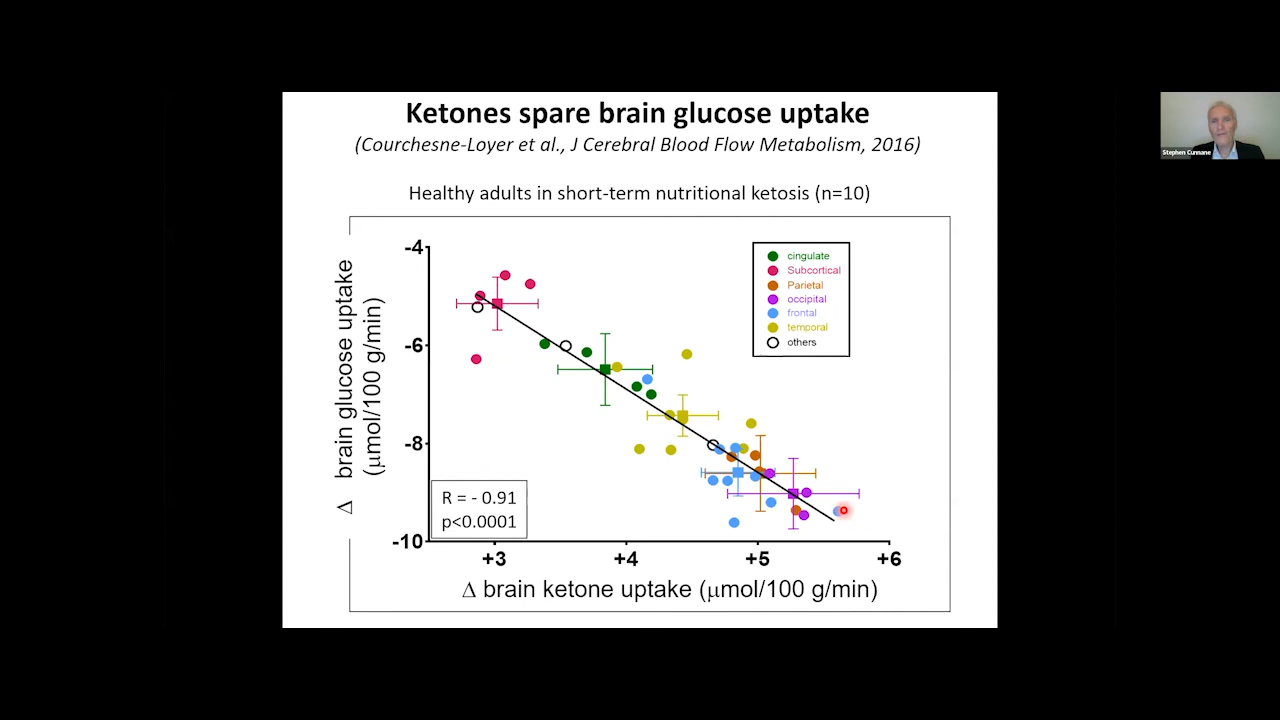 Ketones spare brain glucose uptake
(Courchesne-Loyer et al., J Cerebral Blood Flow Metabolism, 2016)
Stephen Cunnane
Healthy adults in short-term nutritional ketosis (n=10)
Δ brain glucose uptake
(μmol/100 g/min)
-4
-6
-8
-10
cingulate
Subcortical
Parietal
occipital
frontal
temporal
others
R = - 0.91
p<0.0001
+3 +4 +5 +6
Δ brain ketone uptake (μmol/100 g/min)